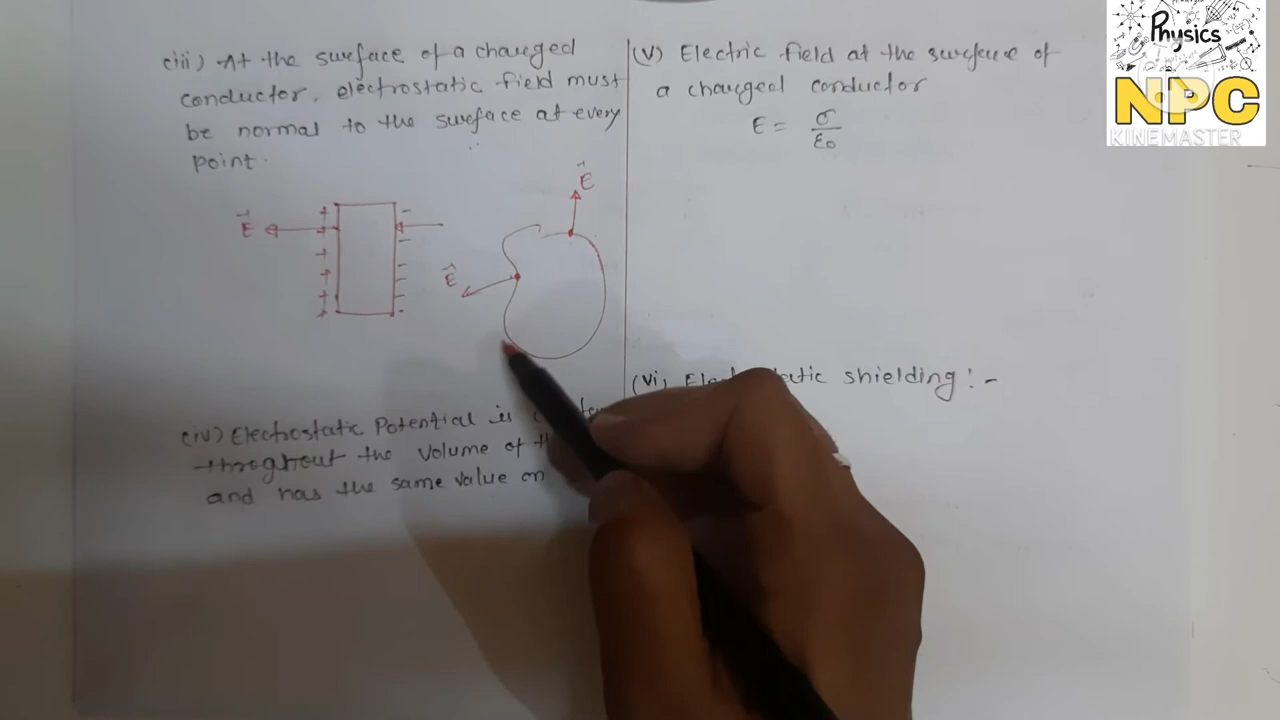 (iii) At the surface of a charged
conductor, electrostatic field must
be normal to the surface at every
point.
E
E
E
(iv) Electrostatic Potential is
throghout the volume of
and has the same value on
(v) Electric field at the surface of
a charged conductor
E = σ/ε0
(vi) shielding : -
Physics
NPC
KINEMASTER